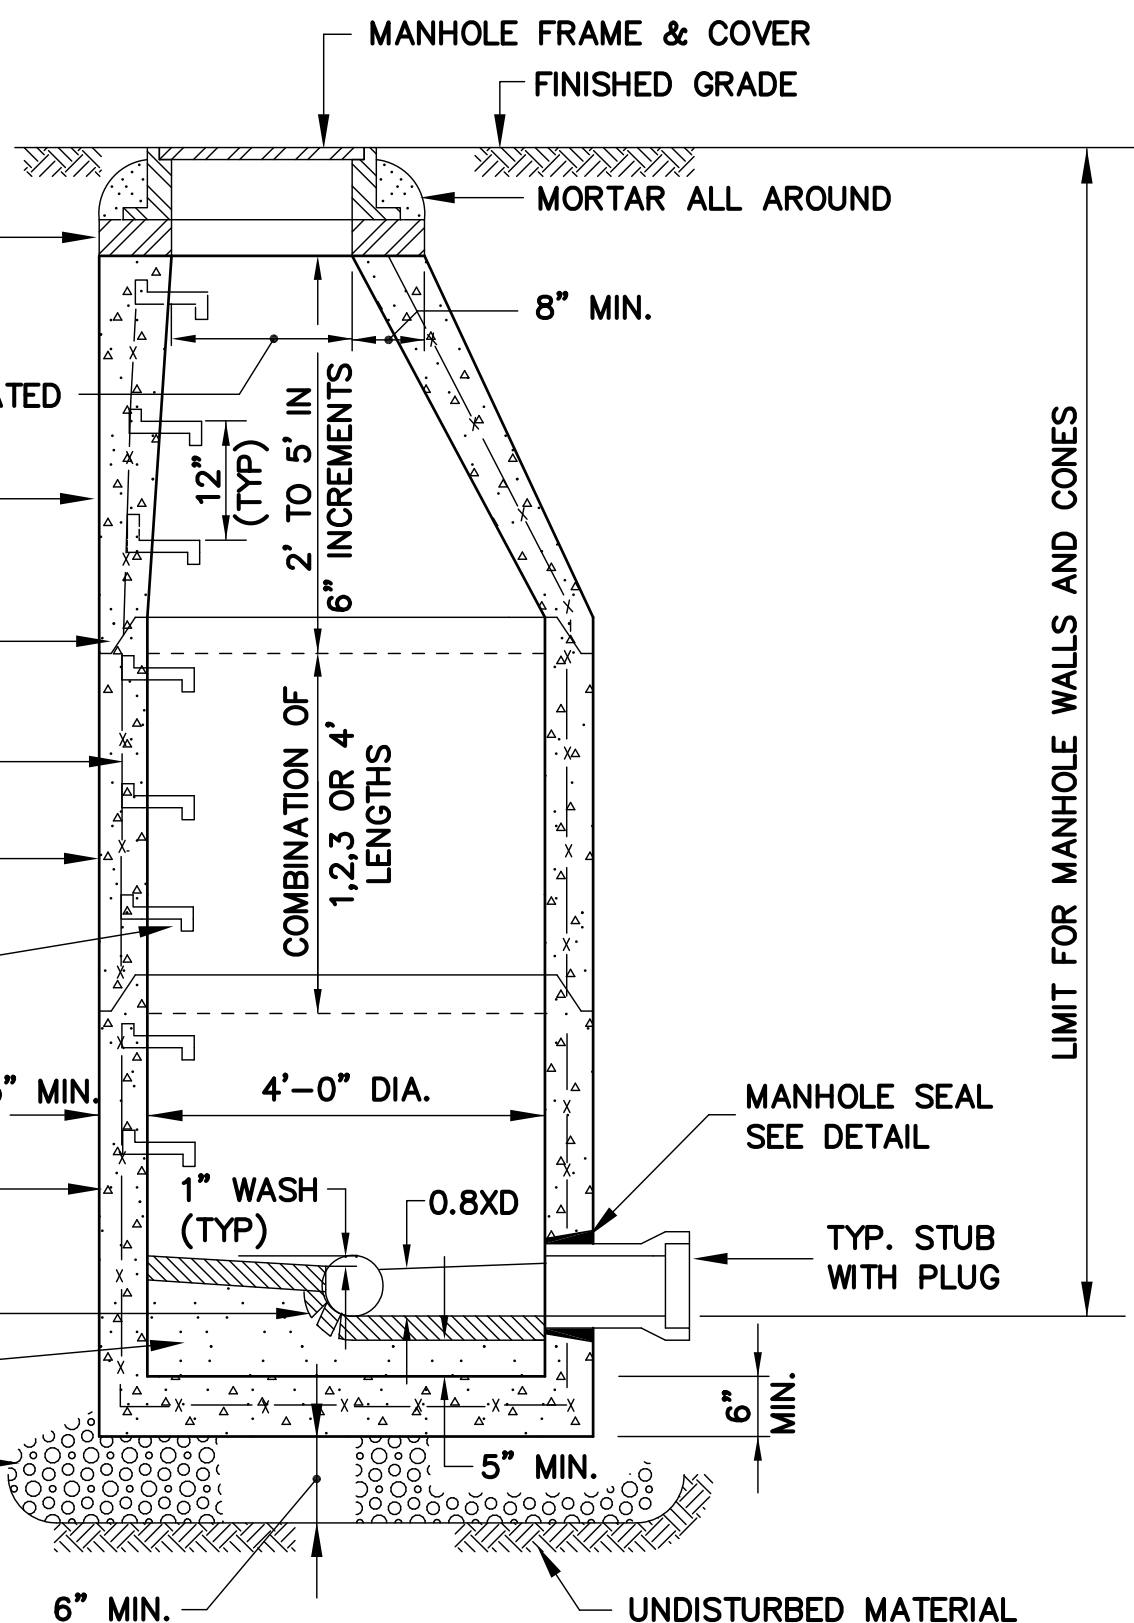 MANHOLE FRAME & COVER
FINISHED GRADE
MORTAR ALL AROUND
8" MIN.
ATED
12"
(TYP)
2' TO 5' IN
6" INCREMENTS
LIMIT FOR MANHOLE WALLS AND CONES
COMBINATION OF
1,2,3 OR 4'
LENGTHS
" MIN.
4'-0" DIA.
MANHOLE SEAL
SEE DETAIL
1" WASH
(TYP)
0.8XD
TYP. STUB
WITH PLUG
6"
MIN.
5" MIN.
6" MIN.
UNDISTURBED MATERIAL